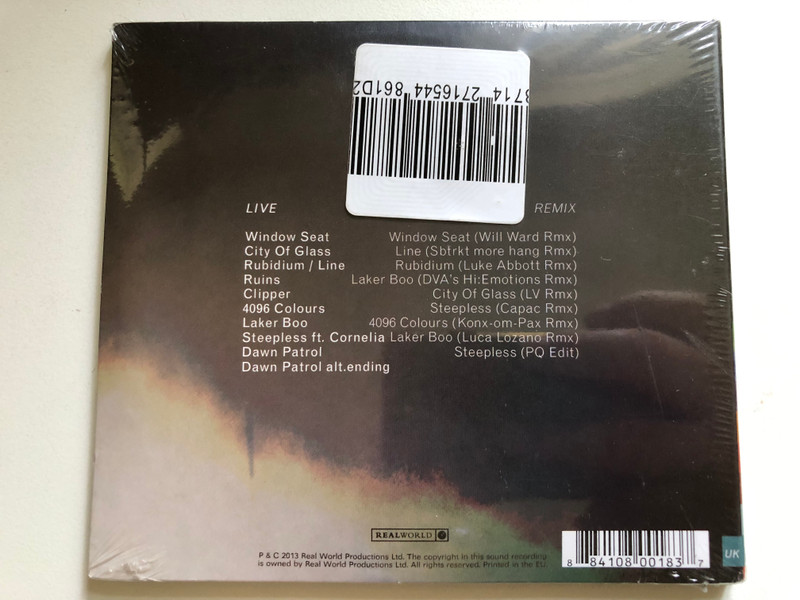 3714 2716544 861D2
LIVE
Window Seat
City Of Glass
Rubidium / Line
Ruins
Clipper
4096 Colours
Laker Boo
Steepless ft. Cornelia
Dawn Patrol
Dawn Patrol alt.ending
REMIX
Window Seat (Will Ward Rmx)
Line (Sbtrkt more hang Rmx)
Rubidium (Luke Abbott Rmx)
Laker Boo (DVA's Hi:Emotions Rmx)
City Of Glass (LV Rmx)
Steepless (Capac Rmx)
4096 Colours (Konx-om-Pax Rmx)
Laker Boo (Luca Lozano Rmx)
Steepless (PQ Edit)
REALWORLD
P & C 2013 Real World Productions Ltd. The copyright in this sound recording
is owned by Real World Productions Ltd. All rights reserved. Printed in the EU.
8 84108 00183 7
UK